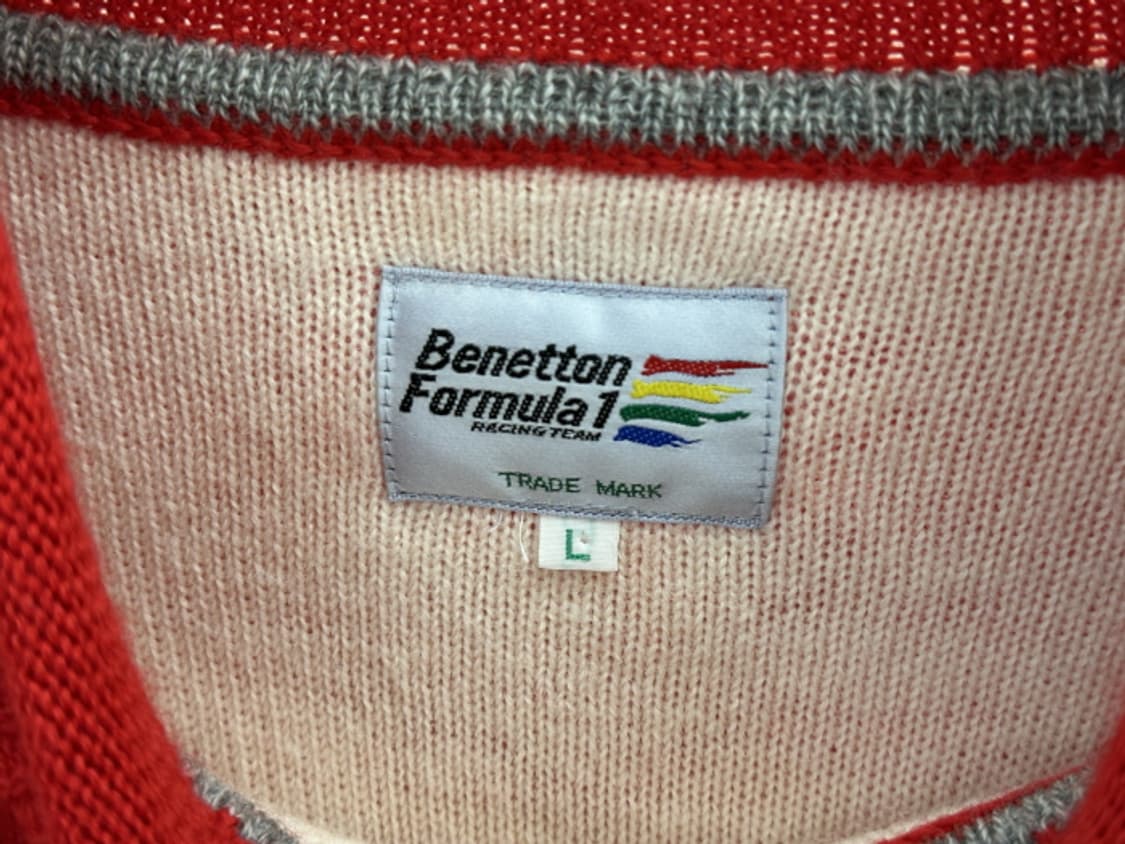 Benetton
Formula 1
RACING TEAM
TRADE MARK
L